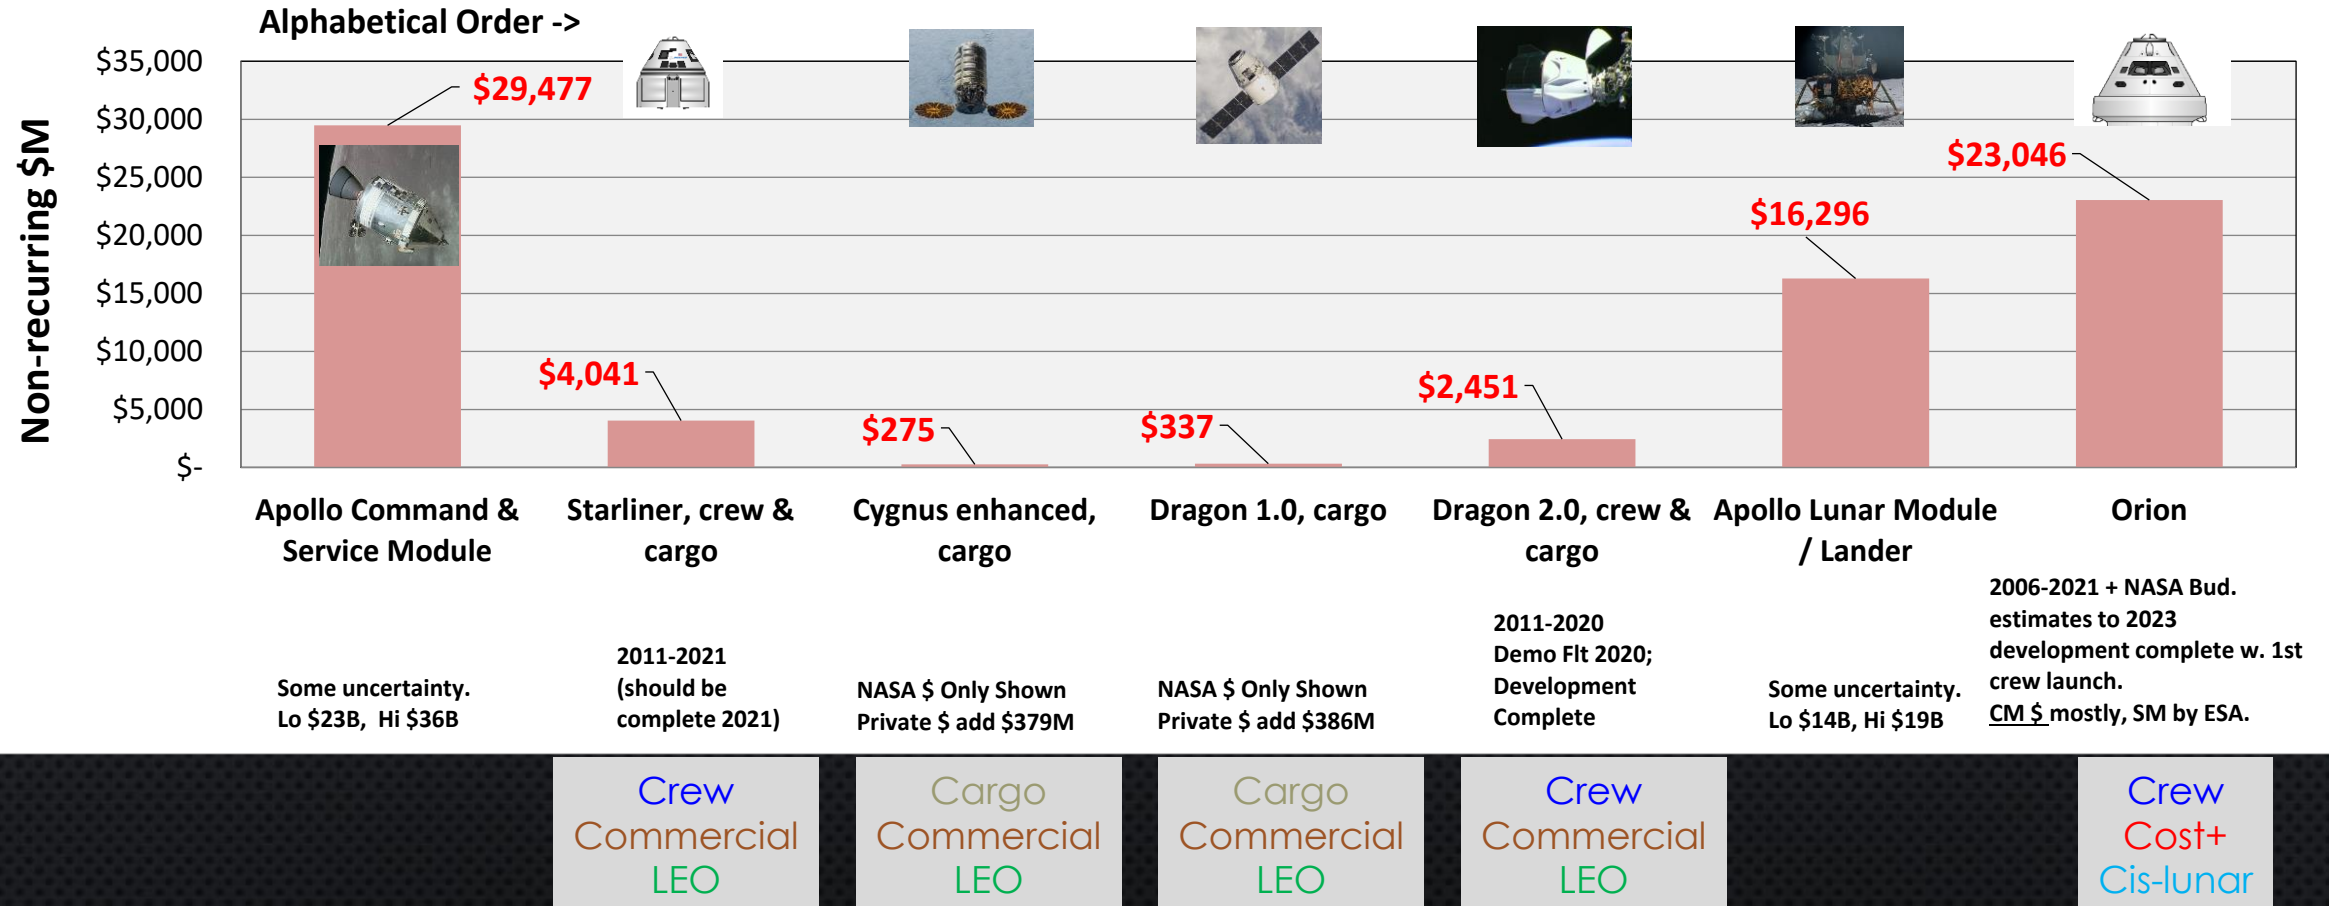 Alphabetical Order ->
Non-recurring $M
$35,000
$30,000
$25,000
$20,000
$15,000
$10,000
$5,000
$-
$29,477
$4,041
$275
$337
$2,451
$16,296
$23,046
Apollo Command &
Service Module
Starliner, crew &
cargo
Cygnus enhanced,
cargo
Dragon 1.0, cargo
Dragon 2.0, crew &
cargo
Apollo Lunar Module
/ Lander
Orion
Some uncertainty.
Lo $23B, Hi $36B
2011-2021
(should be
complete 2021)
NASA $ Only Shown
Private $ add $379M
NASA $ Only Shown
Private $ add $386M
2011-2020
Demo Flt 2020;
Development
Complete
Some uncertainty.
Lo $14B, Hi $19B
2006-2021 + NASA Bud.
estimates to 2023
development complete w. 1st
crew launch.
CM $ mostly, SM by ESA.
Crew
Commercial
LEO
Cargo
Commercial
LEO
Cargo
Commercial
LEO
Crew
Commercial
LEO
Crew
Cost+
Cis-lunar